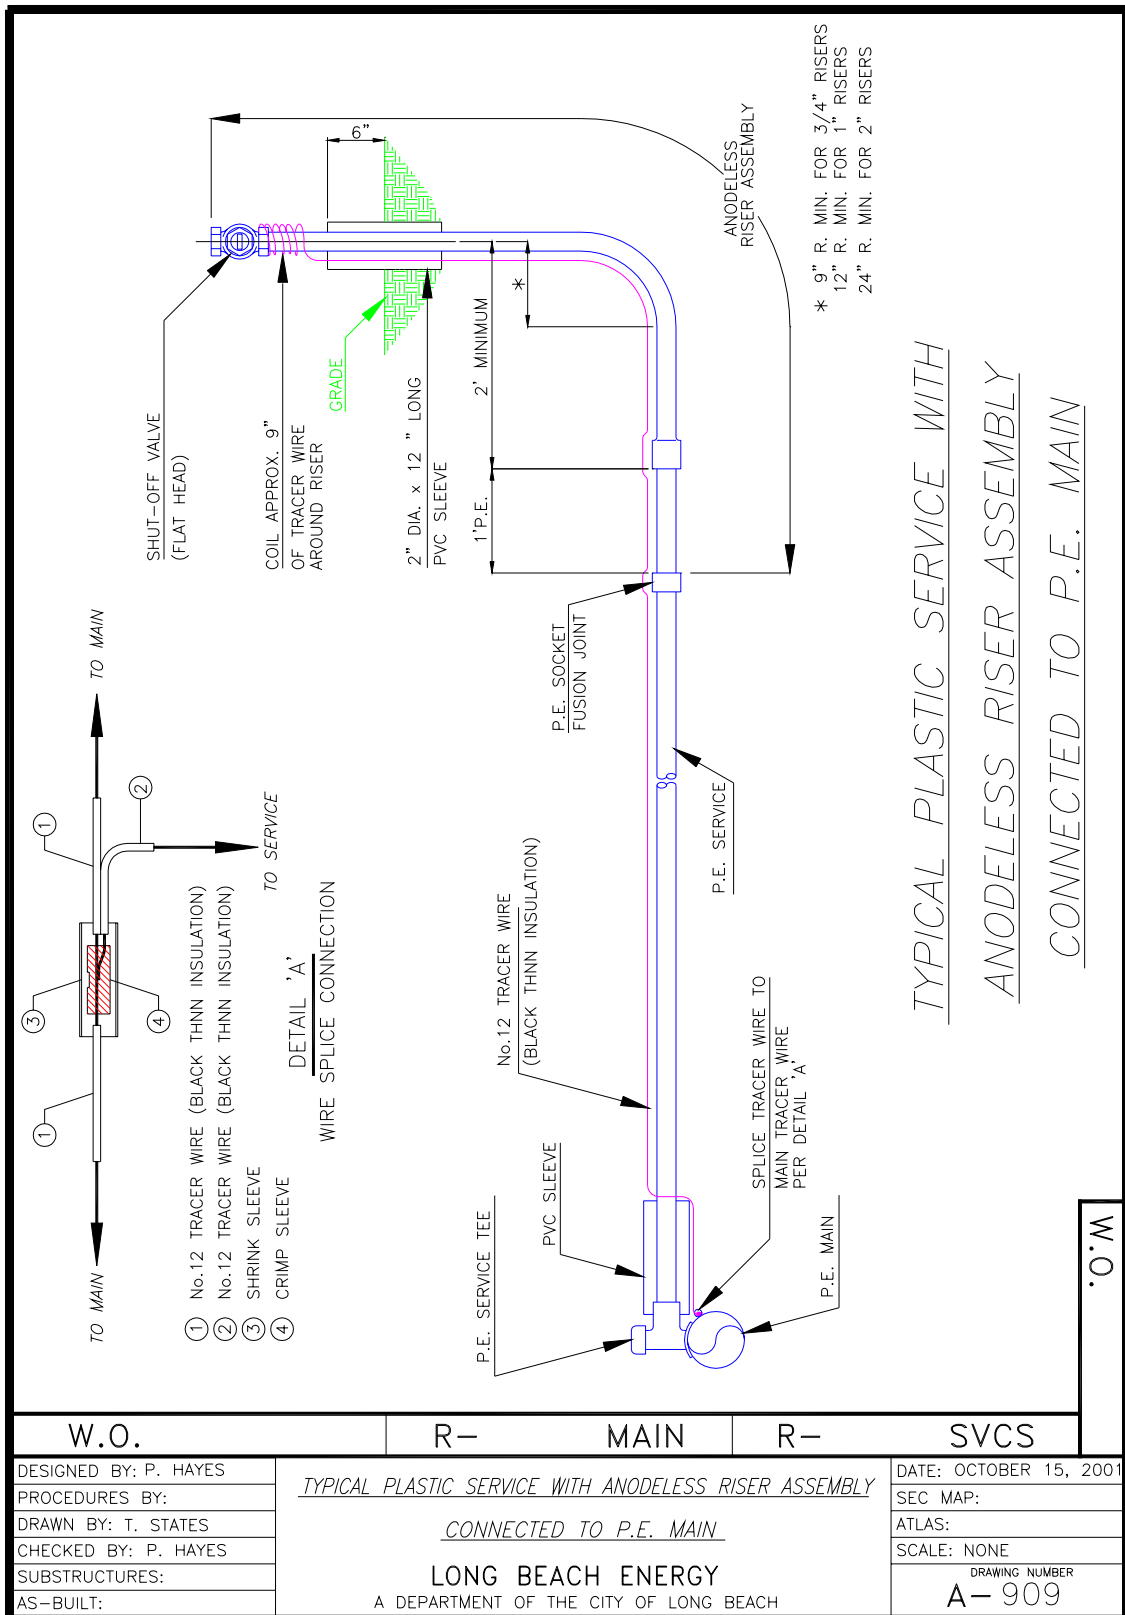 * 9" R. MIN. FOR 3/4" RISERS
12" R. MIN. FOR 1" RISERS
24" R. MIN. FOR 2" RISERS
ANODELESS
RISER ASSEMBLY
6"
*
2' MINIMUM
1'P.E.
GRADE
SHUT-OFF VALVE
(FLAT HEAD)
COIL APPROX. 9"
OF TRACER WIRE
AROUND RISER
2" DIA. x 12 " LONG
PVC SLEEVE
P.E. SOCKET
FUSION JOINT
P.E. SERVICE
No.12 TRACER WIRE
(BLACK THNN INSULATION)
SPLICE TRACER WIRE TO
MAIN TRACER WIRE
PER DETAIL 'A'
PVC SLEEVE
P.E. SERVICE TEE
P.E. MAIN
TO MAIN
TO MAIN
TO SERVICE
1
2
3
4
1
1 No.12 TRACER WIRE (BLACK THNN INSULATION)
2 No.12 TRACER WIRE (BLACK THNN INSULATION)
3 SHRINK SLEEVE
4 CRIMP SLEEVE
DETAIL 'A'
WIRE SPLICE CONNECTION
TYPICAL PLASTIC SERVICE WITH
ANODELESS RISER ASSEMBLY
CONNECTED TO P.E. MAIN
W.O.
W.O. R- MAIN R- SVCS
DESIGNED BY: P. HAYES
PROCEDURES BY:
DRAWN BY: T. STATES
CHECKED BY: P. HAYES
SUBSTRUCTURES:
AS-BUILT:
TYPICAL PLASTIC SERVICE WITH ANODELESS RISER ASSEMBLY
CONNECTED TO P.E. MAIN
LONG BEACH ENERGY
A DEPARTMENT OF THE CITY OF LONG BEACH
DATE: OCTOBER 15, 2001
SEC MAP:
ATLAS:
SCALE: NONE
DRAWING NUMBER
A-909